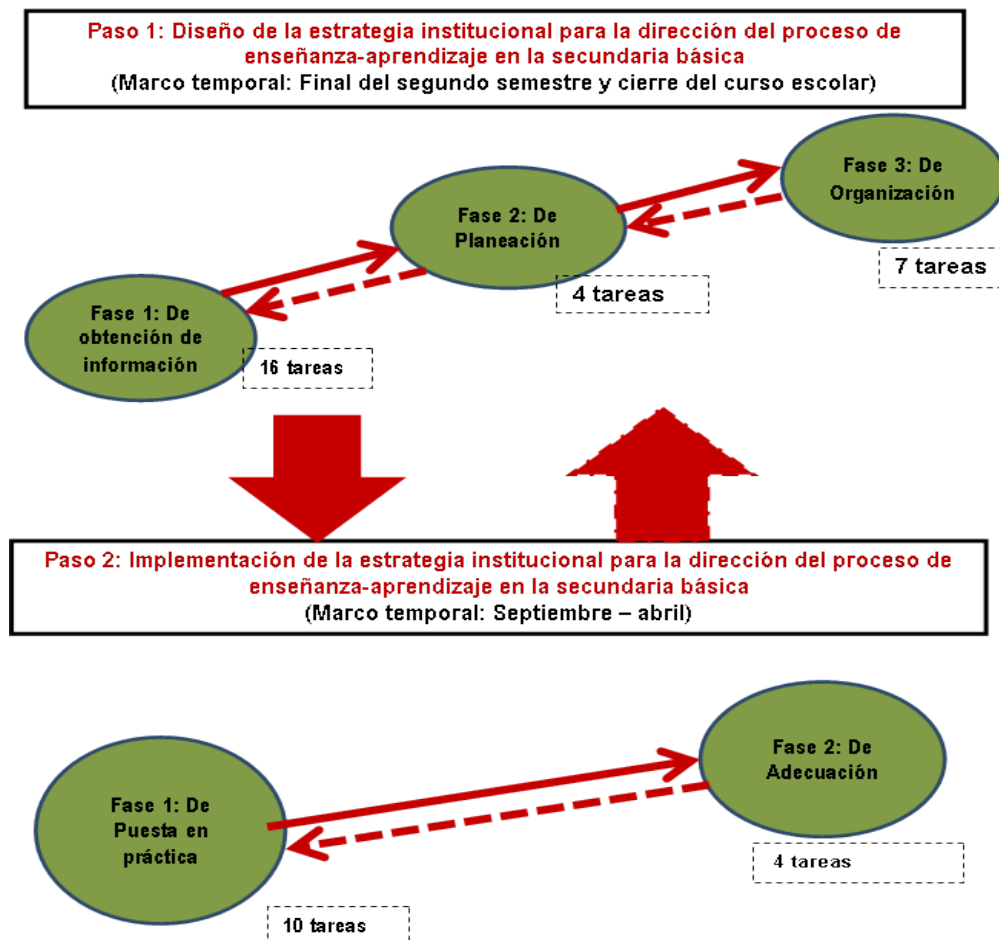 Paso 1: Diseño de la estrategia institucional para la dirección del proceso de
enseñanza-aprendizaje en la secundaria básica
(Marco temporal: Final del segundo semestre y cierre del curso escolar)
Fase 3: De
Organización
7 tareas
Fase 2: De
Planeación
4 tareas
Fase 1: De
obtención de
información
16 tareas
Paso 2: Implementación de la estrategia institucional para la dirección del proceso de
enseñanza-aprendizaje en la secundaria básica
(Marco temporal: Septiembre – abril)
Fase 2: De
Adecuación
4 tareas
Fase 1: De
Puesta en
práctica
10 tareas